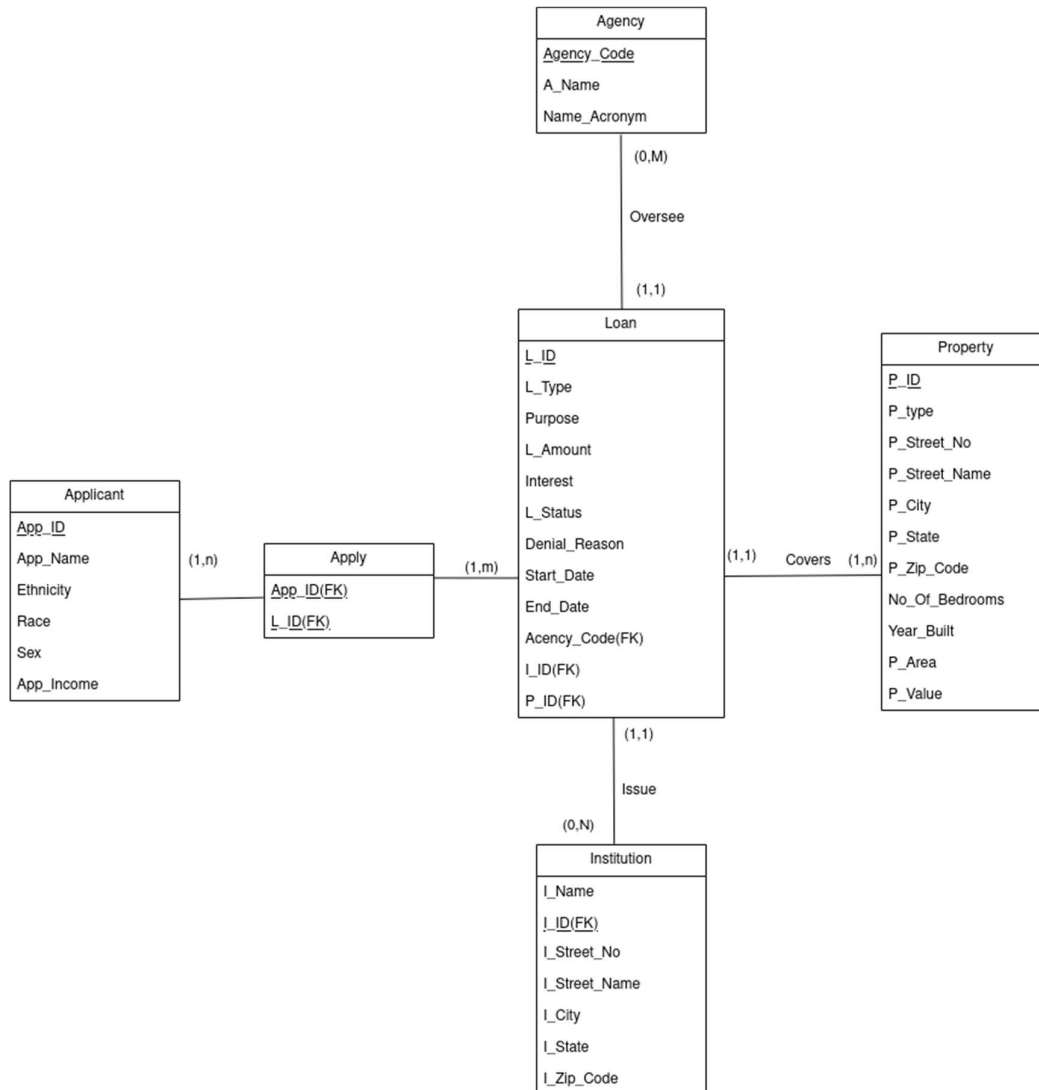 Agency
Agency_Code
A_Name
Name_Acronym
(0,M)
Oversee
(1,1)
Loan
L_ID
L_Type
Purpose
L_Amount
Interest
L_Status
Denial_Reason
Start_Date
End_Date
Acency_Code(FK)
I_ID(FK)
P_ID(FK)
Property
P_ID
P_type
P_Street_No
P_Street_Name
P_City
P_State
P_Zip_Code
No_Of_Bedrooms
Year_Built
P_Area
P_Value
Applicant
App_ID
App_Name
Ethnicity
Race
Sex
App_Income
(1,n)
Apply
App_ID(FK)
L_ID(FK)
(1,m)
(1,1)
Covers
(1,n)
(1,1)
Issue
(0,N)
Institution
I_Name
I_ID(FK)
I_Street_No
I_Street_Name
I_City
I_State
I_Zip_Code